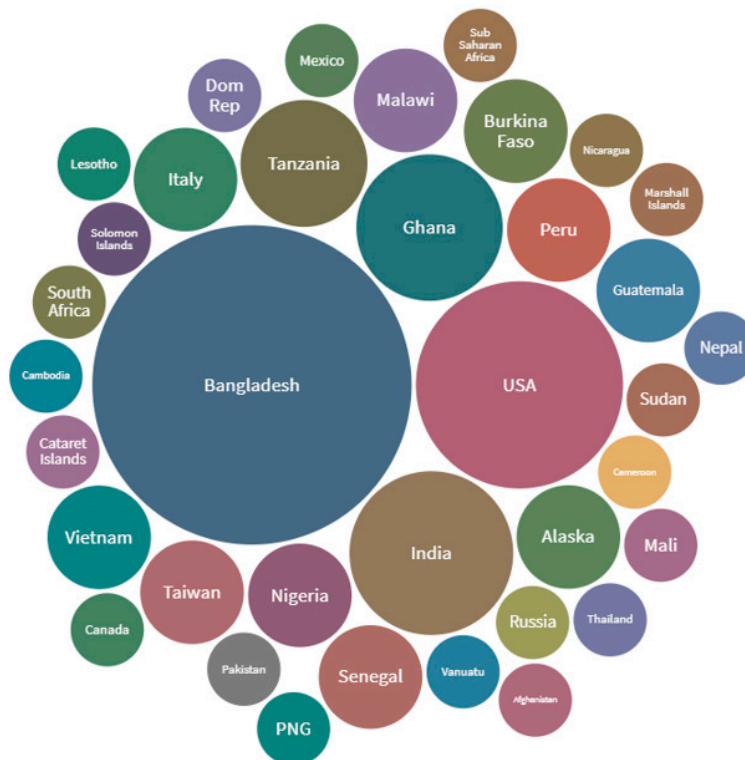 Sub
Saharan
Africa
Mexico
Dom
Rep
Malawi
Burkina
Faso
Nicaragua
Lesotho
Italy
Tanzania
Marshall
Islands
Solomon
Islands
Ghana
Peru
South
Africa
Guatemala
Nepal
Cambodia
Bangladesh
USA
Sudan
Cataret
Islands
Cameroon
Vietnam
India
Alaska
Mali
Taiwan
Nigeria
Canada
Russia
Thailand
Pakistan
Senegal
Vanuatu
Afghanistan
PNG